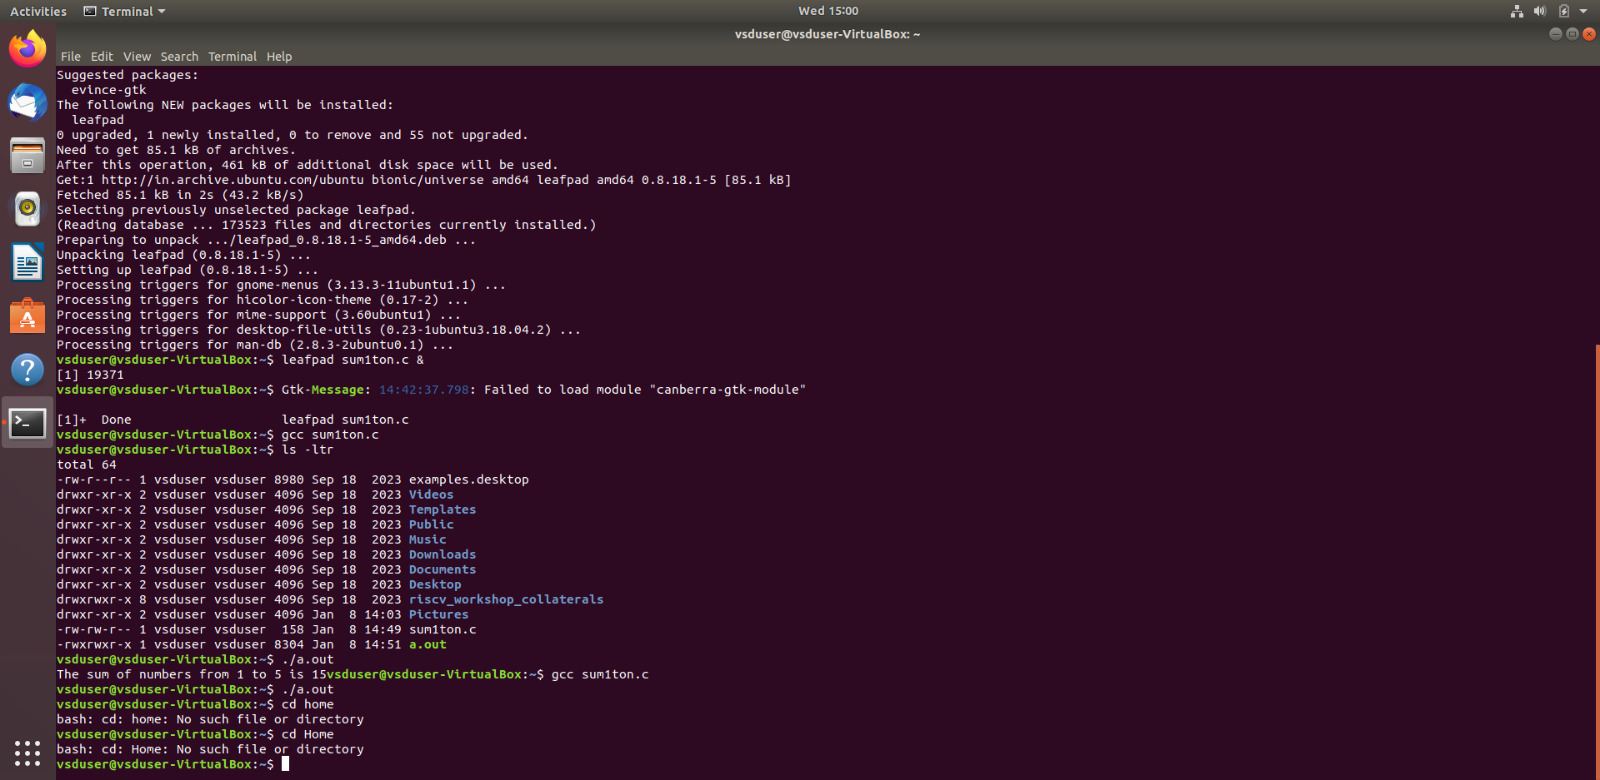 Activities Terminal Wed 15:00
vsduser@vsduser-VirtualBox: ~
File Edit View Search Terminal Help
Suggested packages:
  evince-gtk
The following NEW packages will be installed:
  leafpad
0 upgraded, 1 newly installed, 0 to remove and 55 not upgraded.
Need to get 85.1 kB of archives.
After this operation, 461 kB of additional disk space will be used.
Get:1 http://in.archive.ubuntu.com/ubuntu bionic/universe amd64 leafpad amd64 0.8.18.1-5 [85.1 kB]
Fetched 85.1 kB in 2s (43.2 kB/s)
Selecting previously unselected package leafpad.
(Reading database ... 173523 files and directories currently installed.)
Preparing to unpack .../leafpad_0.8.18.1-5_amd64.deb ...
Unpacking leafpad (0.8.18.1-5) ...
Setting up leafpad (0.8.18.1-5) ...
Processing triggers for gnome-menus (3.13.3-11ubuntu1.1) ...
Processing triggers for hicolor-icon-theme (0.17-2) ...
Processing triggers for mime-support (3.60ubuntu1) ...
Processing triggers for desktop-file-utils (0.23-1ubuntu3.18.04.2) ...
Processing triggers for man-db (2.8.3-2ubuntu0.1) ...
vsduser@vsduser-VirtualBox:~$ leafpad sum1ton.c &
[1] 19371
vsduser@vsduser-VirtualBox:~$ Gtk-Message: 14:42:37.798: Failed to load module "canberra-gtk-module"
[1]+  Done                    leafpad sum1ton.c
vsduser@vsduser-VirtualBox:~$ gcc sum1ton.c
vsduser@vsduser-VirtualBox:~$ ls -ltr
total 64
-rw-r--r-- 1 vsduser vsduser 8980 Sep 18  2023 examples.desktop
drwxr-xr-x 2 vsduser vsduser 4096 Sep 18  2023 Videos
drwxr-xr-x 2 vsduser vsduser 4096 Sep 18  2023 Templates
drwxr-xr-x 2 vsduser vsduser 4096 Sep 18  2023 Public
drwxr-xr-x 2 vsduser vsduser 4096 Sep 18  2023 Music
drwxr-xr-x 2 vsduser vsduser 4096 Sep 18  2023 Downloads
drwxr-xr-x 2 vsduser vsduser 4096 Sep 18  2023 Documents
drwxr-xr-x 2 vsduser vsduser 4096 Sep 18  2023 Desktop
drwxrwxr-x 8 vsduser vsduser 4096 Sep 18  2023 riscv_workshop_collaterals
drwxr-xr-x 2 vsduser vsduser 4096 Jan  8 14:03 Pictures
-rw-rw-r-- 1 vsduser vsduser  158 Jan  8 14:49 sum1ton.c
-rwxrwxr-x 1 vsduser vsduser 8304 Jan  8 14:51 a.out
vsduser@vsduser-VirtualBox:~$ ./a.out
The sum of numbers from 1 to 5 is 15vsduser@vsduser-VirtualBox:~$ gcc sum1ton.c
vsduser@vsduser-VirtualBox:~$ ./a.out
vsduser@vsduser-VirtualBox:~$ cd home
bash: cd: home: No such file or directory
vsduser@vsduser-VirtualBox:~$ cd Home
bash: cd: Home: No such file or directory
vsduser@vsduser-VirtualBox:~$